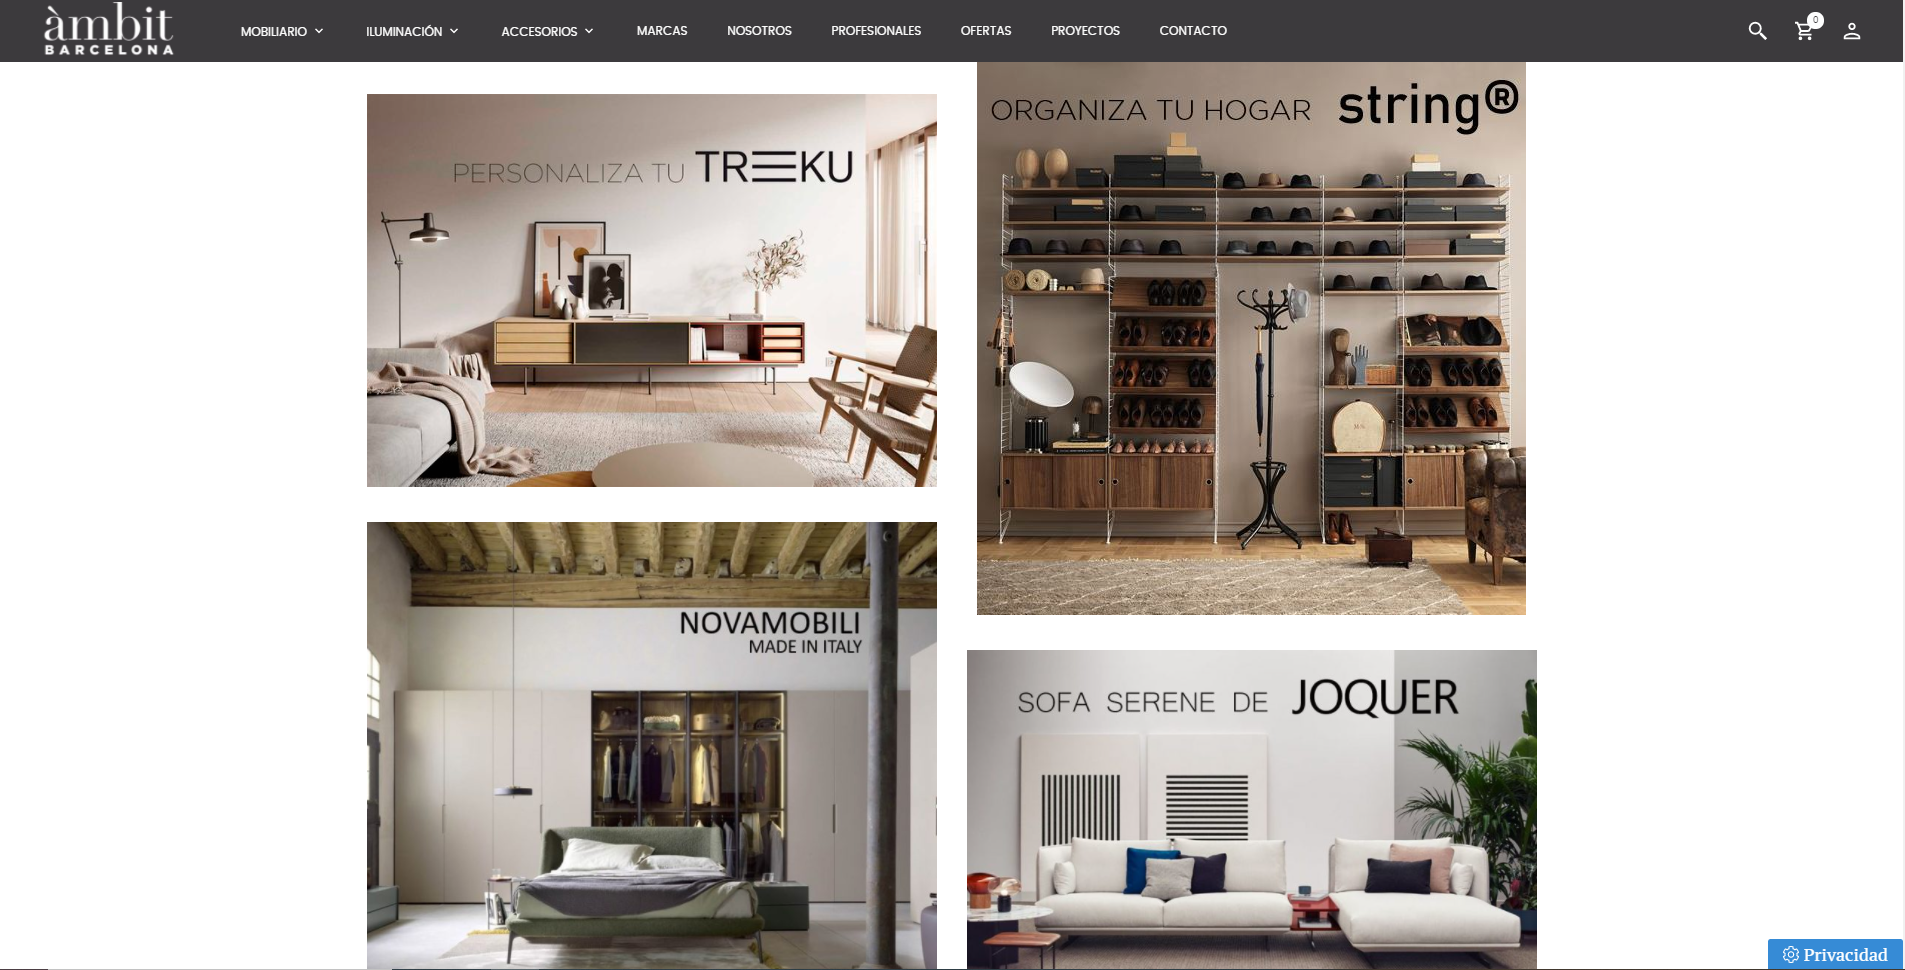 àmbit
BARCELONA
MOBILIARIO
ILUMINACIÓN
ACCESORIOS
MARCAS
NOSOTROS
PROFESIONALES
OFERTAS
PROYECTOS
CONTACTO
0
PERSONALIZA TU TREKU
ORGANIZA TU HOGAR string®
NOVAMOBILI
MADE IN ITALY
SOFA SERENE DE JOQUER
Privacidad